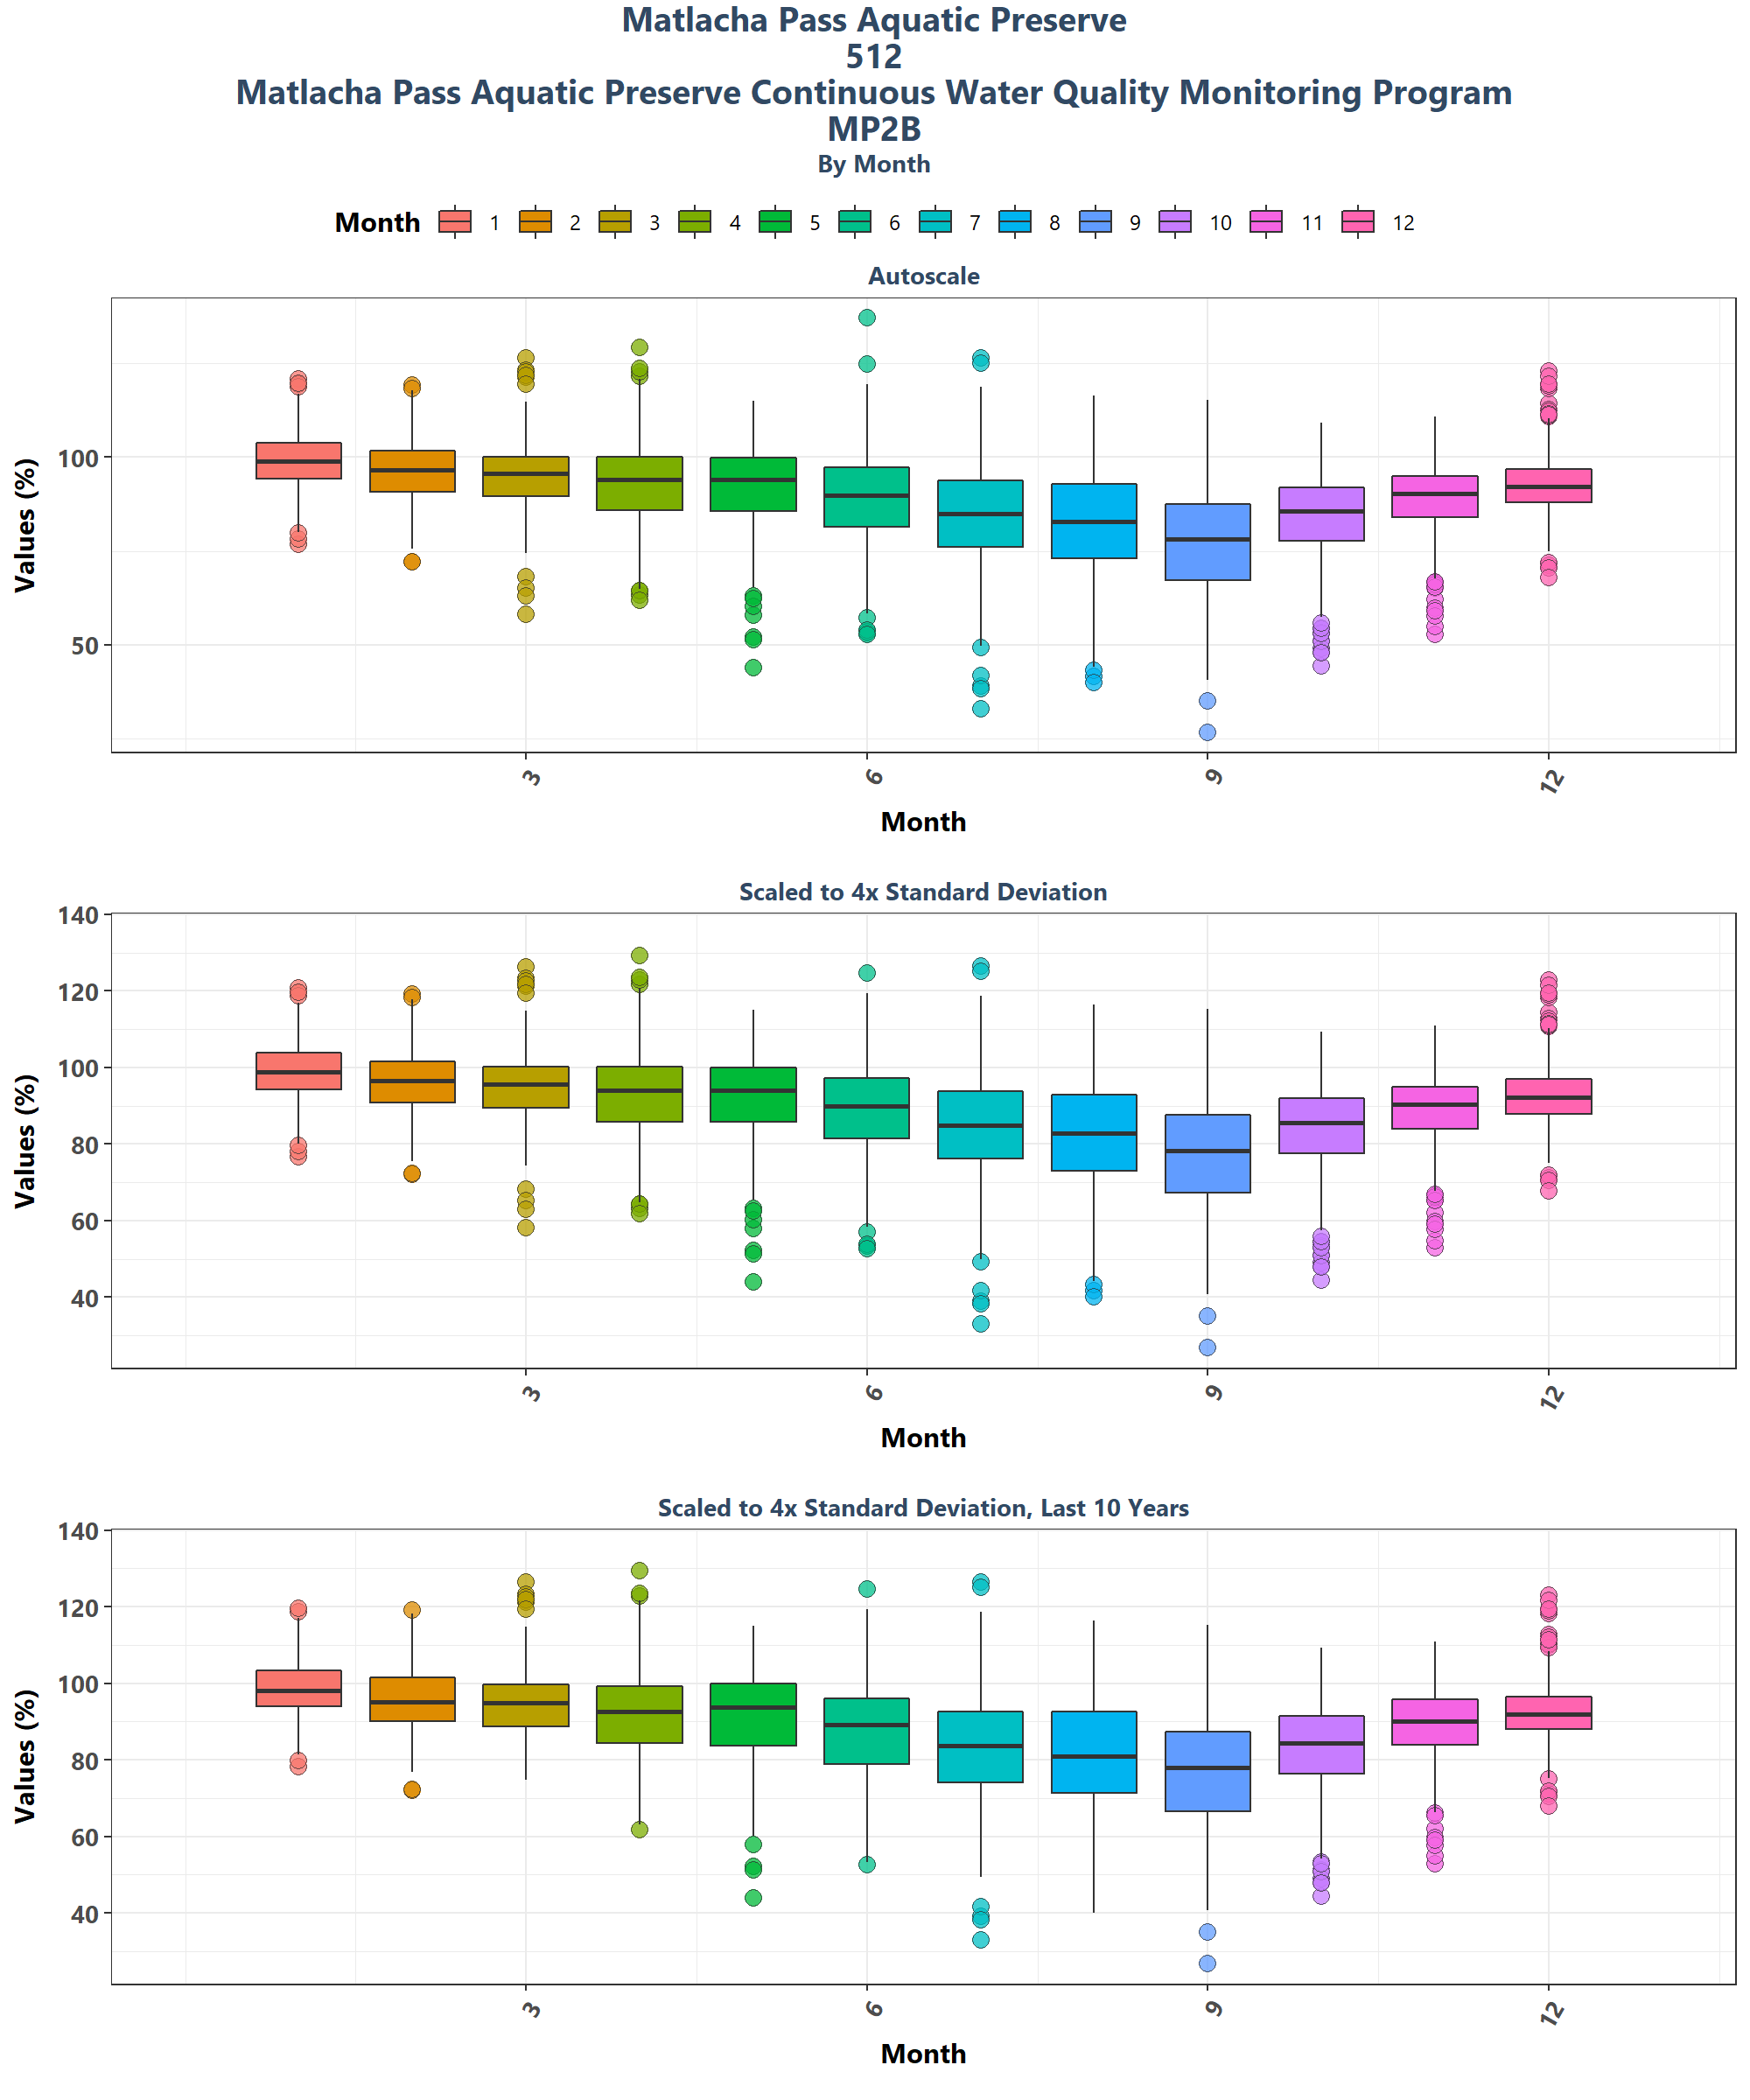 Matlacha Pass Aquatic Preserve
512
Matlacha Pass Aquatic Preserve Continuous Water Quality Monitoring Program
MP2B
By Month
Month 1 2 3 4 5 6 7 8 9 10 11 12
Autoscale
Values (%)
100
50
3 6 9 12
Month
Scaled to 4x Standard Deviation
Values (%)
140
120
100
80
60
40
3 6 9 12
Month
Scaled to 4x Standard Deviation, Last 10 Years
Values (%)
140
120
100
80
60
40
3 6 9 12
Month